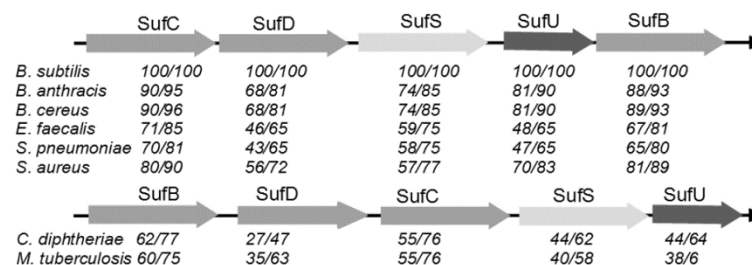 SufC SufD SufS SufU SufB
B. subtilis 100/100 100/100 100/100 100/100 100/100
B. anthracis 90/95 68/81 74/85 81/90 88/93
B. cereus 90/96 68/81 74/85 81/90 89/93
E. faecalis 71/85 46/65 59/75 48/65 67/81
S. pneumoniae 70/81 43/65 58/75 47/65 65/80
S. aureus 80/90 56/72 57/77 70/83 81/89
SufB SufD SufC SufS SufU
C. diphtheriae 62/77 27/47 55/76 44/62 44/64
M. tuberculosis 60/75 35/63 55/76 40/58 38/6